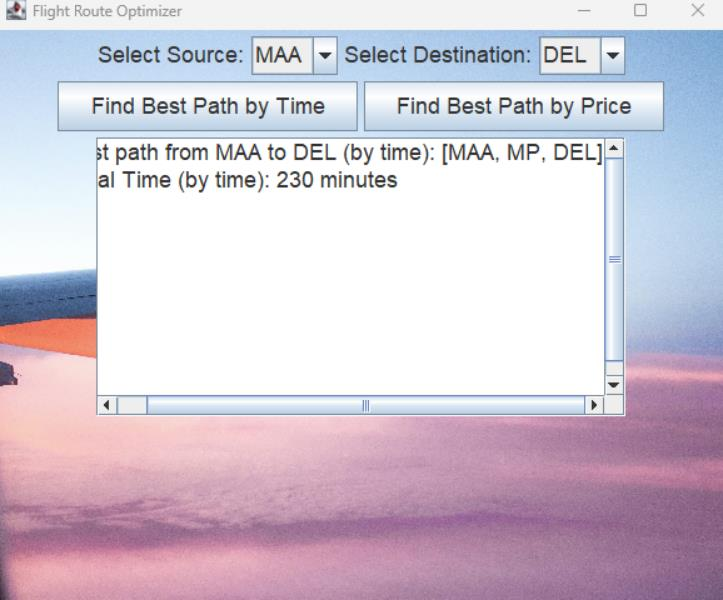 Flight Route Optimizer
Select Source: MAA Select Destination: DEL
Find Best Path by Time Find Best Path by Price
st path from MAA to DEL (by time): [MAA, MP, DEL]
al Time (by time): 230 minutes